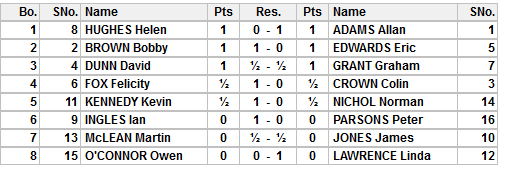 Bo. SNo. Name Pts Res. Pts Name SNo.
1 8 HUGHES Helen 1 0 - 1 1 ADAMS Allan 1
2 2 BROWN Bobby 1 1 - 0 1 EDWARDS Eric 5
3 4 DUNN David 1 ½ - ½ 1 GRANT Graham 7
4 6 FOX Felicity ½ 1 - 0 ½ CROWN Colin 3
5 11 KENNEDY Kevin ½ 1 - 0 ½ NICHOL Norman 14
6 9 INGLES Ian 0 1 - 0 0 PARSONS Peter 16
7 13 McLEAN Martin 0 ½ - ½ 0 JONES James 10
8 15 O'CONNOR Owen 0 0 - 1 0 LAWRENCE Linda 12